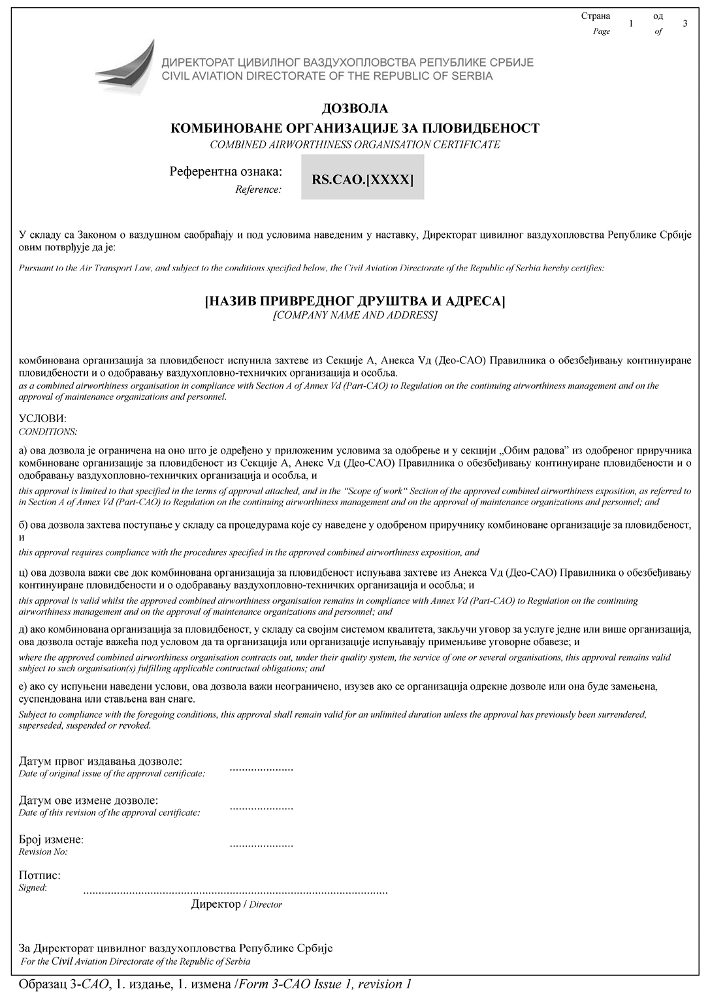 Страна 1 од 3
Page of
ДИРЕКТОРАТ ЦИВИЛНОГ ВАЗДУХОПЛОВСТВА РЕПУБЛИКЕ СРБИЈЕ
CIVIL AVIATION DIRECTORATE OF THE REPUBLIC OF SERBIA
ДОЗВОЛА
КОМБИНОВАНЕ ОРГАНИЗАЦИЈЕ ЗА ПЛОВИДБЕНОСТ
COMBINED AIRWORTHINESS ORGANISATION CERTIFICATE
Референтна ознака:
Reference:
RS.CAO.[XXXX]
У складу са Законом о ваздушном саобраћају и под условима наведеним у наставку, Директорат цивилног ваздухопловства Републике Србије
овим потврђује да је:
Pursuant to the Air Transport Law, and subject to the conditions specified below, the Civil Aviation Directorate of the Republic of Serbia hereby certifies:
[НАЗИВ ПРИВРЕДНОГ ДРУШТВА И АДРЕСА]
[COMPANY NAME AND ADDRESS]
комбинована организација за пловидбеност испунила захтеве из Секције А, Анекса Vд (Део-CAO) Правилника о обезбеђивању континуиране
пловидбености и о одобравању ваздухопловно-техничких организација и особља.
as a combined airworthiness organisation in compliance with Section A of Annex Vd (Part-CAO) to Regulation on the continuing airworthiness management and on the
approval of maintenance organizations and personnel.
УСЛОВИ:
CONDITIONS:
а) ова дозвола је ограничена на оно што је одређено у приложеним условима за одобрење и у секцији „Обим радова” из одобреног приручника
комбиноване организације за пловидбеност из Секције А, Анекс Vд (Део-CAO) Правилника о обезбеђивању континуиране пловидбености и о
одобравању ваздухопловно-техничких организација и особља, и
this approval is limited to that specified in the terms of approval attached, and in the “Scope of work“ Section of the approved combined airworthiness exposition, as referred to
in Section A of Annex Vd (Part-CAO) to Regulation on the continuing airworthiness management and on the approval of maintenance organizations and personnel; and
б) ова дозвола захтева поступање у складу са процедурама које су наведене у одобреном приручнику комбиноване организације за пловидбеност,
и
this approval requires compliance with the procedures specified in the approved combined airworthiness exposition, and
ц) ова дозвола важи све док комбинована организација за пловидбеност испуњава захтеве из Анекса Vд (Део-CAO) Правилника о обезбеђивању
континуиране пловидбености и о одобравању ваздухопловно-техничких организација и особља; и
this approval is valid whilst the approved combined airworthiness organisation remains in compliance with Annex Vd (Part-CAO) to Regulation on the continuing
airworthiness management and on the approval of maintenance organizations and personnel; and
д) ако комбинована организација за пловидбеност, у складу са својим системом квалитета, закључи уговор за услуге једне или више организација,
ова дозвола остаје важећа под условом да та организација или организације испуњавају применљиве уговорне обавезе; и
where the approved combined airworthiness organisation contracts out, under their quality system, the service of one or several organisations, this approval remains valid
subject to such organisation(s) fulfilling applicable contractual obligations; and
е) ако су испуњени наведени услови, ова дозвола важи неограничено, изузев ако се организација одрекне дозволе или она буде замењена,
суспендована или стављена ван снаге.
Subject to compliance with the foregoing conditions, this approval shall remain valid for an unlimited duration unless the approval has previously been surrendered,
superseded, suspended or revoked.
Датум првог издавања дозволе: .....................
Date of original issue of the approval certificate:
Датум ове измене дозволе: .....................
Date of this revision of the approval certificate:
Број измене: .....................
Revision No:
Потпис:
Signed: ......................................................................................................
Директор / Director
За Директорат цивилног ваздухопловства Републике Србије
For the Civil Aviation Directorate of the Republic of Serbia
Образац 3-CAO, 1. издање, 1. измена /Form 3-CAO Issue 1, revision 1